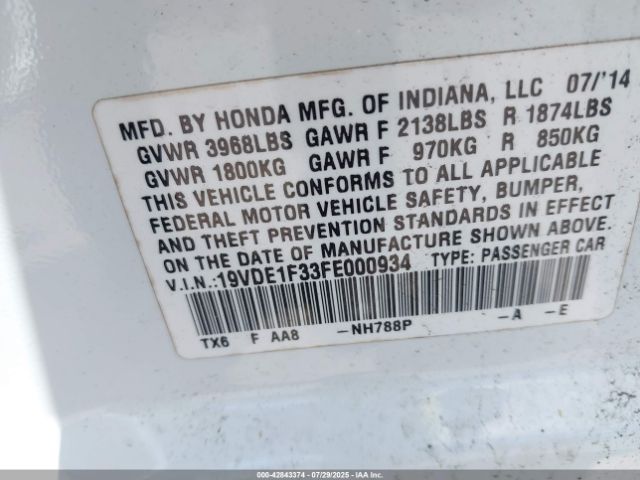 MFD. BY HONDA MFG. OF INDIANA, LLC 07/'14
GVWR 3968LBS GAWR F 2138LBS R 1874LBS
GVWR 1800KG GAWR F 970KG R 850KG
THIS VEHICLE CONFORMS TO ALL APPLICABLE
FEDERAL MOTOR VEHICLE SAFETY, BUMPER,
AND THEFT PREVENTION STANDARDS IN EFFECT
ON THE DATE OF MANUFACTURE SHOWN ABOVE.
V.I.N.:19VDE1F33FE000934 TYPE: PASSENGER CAR
TX6 F AA8 -NH788P -A -E
000-42843374 07/29/2025 IAA Inc.